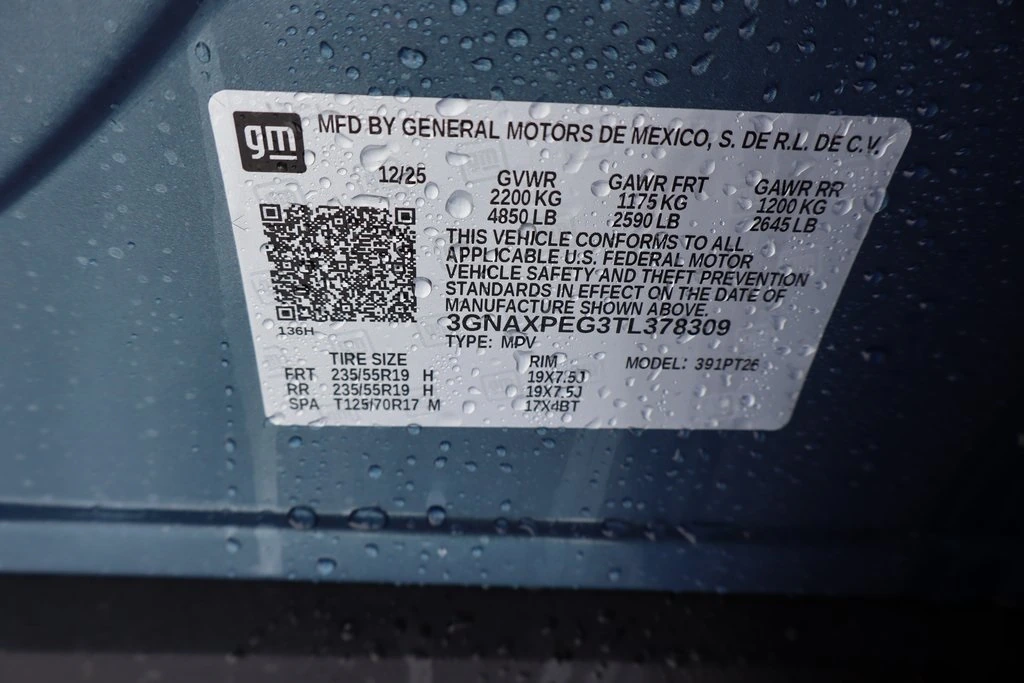 gm
MFD BY GENERAL MOTORS DE MEXICO, S. DE R.L. DE C.V.
12/25
GVWR GAWR FRT GAWR RR
2200 KG 1175 KG 1200 KG
4850 LB 2590 LB 2645 LB
THIS VEHICLE CONFORMS TO ALL
APPLICABLE U.S. FEDERAL MOTOR
VEHICLE SAFETY AND THEFT PREVENTION
STANDARDS IN EFFECT ON THE DATE OF
MANUFACTURE SHOWN ABOVE.
3GNAXPEG3TL378309
136H
TYPE: MPV
TIRE SIZE RIM MODEL: 391PT26
FRT 235/55R19 H 19X7.5J
RR 235/55R19 H 19X7.5J
SPA T125/70R17 M 17X4BT